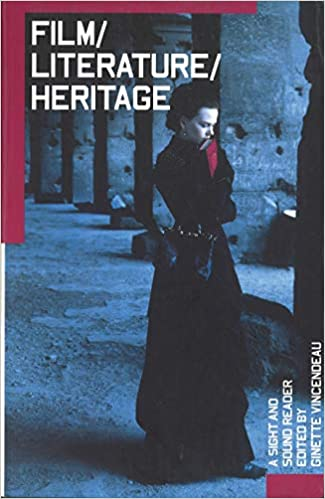 FILM/
LITERATURE/
HERITAGE
A SIGHT AND
SOUND READER
EDITED BY
GINETTE VINCENDEAU